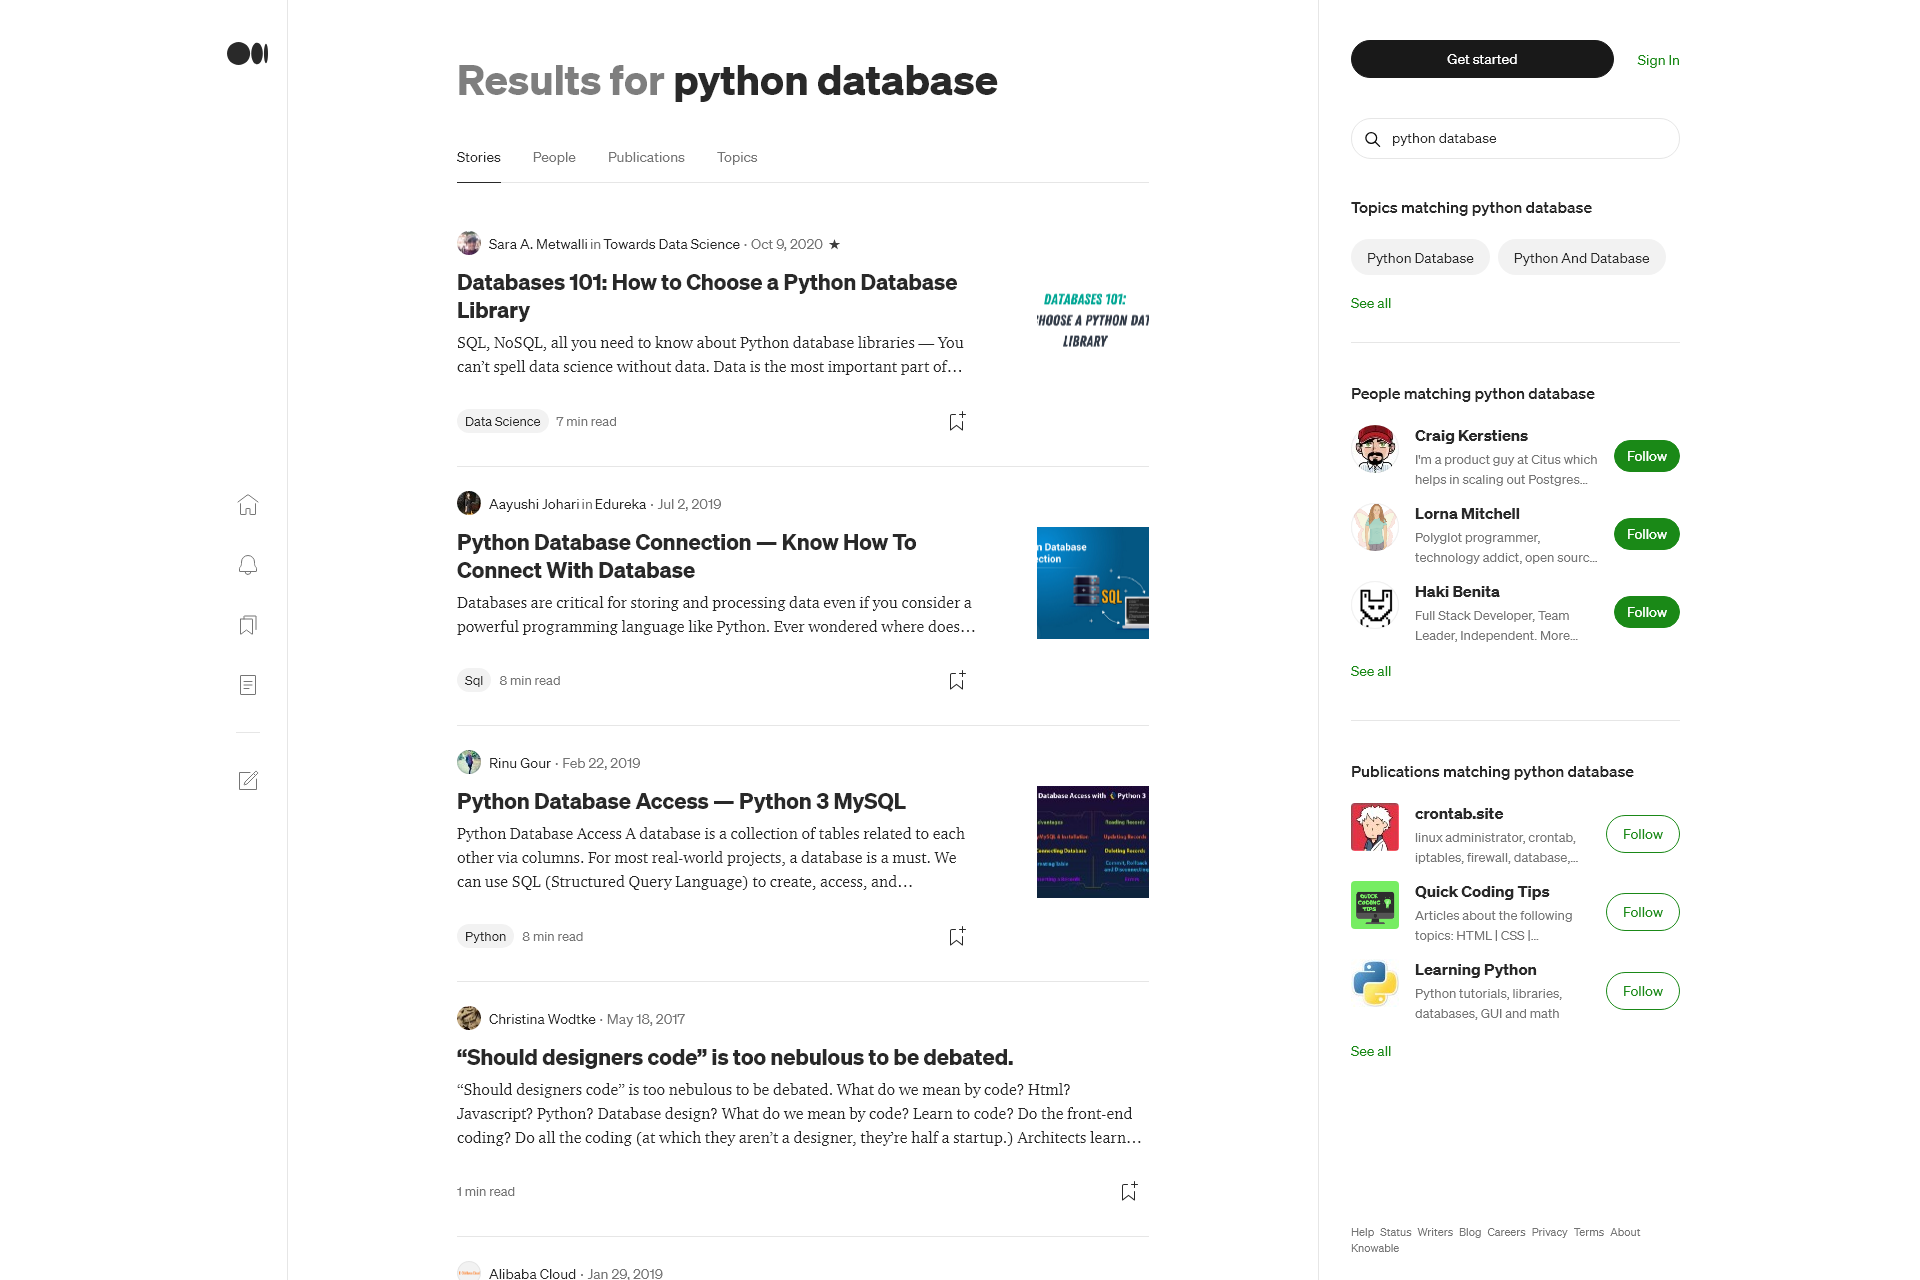 Results for python database
Stories People Publications Topics
Sara A. Metwalli in Towards Data Science · Oct 9, 2020 ★
Databases 101: How to Choose a Python Database
Library
SQL, NoSQL, all you need to know about Python database libraries — You
can’t spell data science without data. Data is the most important part of…
Data Science 7 min read
DATABASES 101:
HOOSE A PYTHON DAT
LIBRARY
Aayushi Johari in Edureka · Jul 2, 2019
Python Database Connection — Know How To
Connect With Database
Databases are critical for storing and processing data even if you consider a
powerful programming language like Python. Ever wondered where does…
Sql 8 min read
n Database
ction
SQL
Rinu Gour · Feb 22, 2019
Python Database Access — Python 3 MySQL
Python Database Access A database is a collection of tables related to each
other via columns. For most real-world projects, a database is a must. We
can use SQL (Structured Query Language) to create, access, and…
Python 8 min read
Database Access with Python 3
Reading Records
MySQL & Installation Updating Records
Connecting Database Deleting Records
Commit, Rollback
and Disconnecting
Christina Wodtke · May 18, 2017
“Should designers code” is too nebulous to be debated.
“Should designers code” is too nebulous to be debated. What do we mean by code? Html?
Javascript? Python? Database design? What do we mean by code? Learn to code? Do the front-end
coding? Do all the coding (at which they aren’t a designer, they’re half a startup.) Architects learn…
1 min read
Alibaba Cloud · Jan 29, 2019
Get started Sign In
python database
Topics matching python database
Python Database Python And Database
See all
People matching python database
Craig Kerstiens
I'm a product guy at Citus which
helps in scaling out Postgres…
Follow
Lorna Mitchell
Polyglot programmer,
technology addict, open sourc…
Follow
Haki Benita
Full Stack Developer, Team
Leader, Independent. More…
Follow
See all
Publications matching python database
crontab.site
linux administrator, crontab,
iptables, firewall, database,…
Follow
QUICK
CODING
TIPS
Quick Coding Tips
Articles about the following
topics: HTML | CSS |…
Follow
Learning Python
Python tutorials, libraries,
databases, GUI and math
Follow
See all
Help Status Writers Blog Careers Privacy Terms About
Knowable